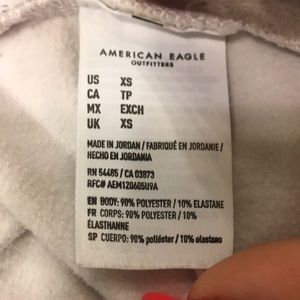 AMERICAN EAGLE
OUTFITTERS
US XS
CA TP
MX EXCH
UK XS
MADE IN JORDAN / FABRIQUÉ EN JORDANIE /
HECHO EN JORDANIA
RN 54485 / CA 03873
RFC# AEM120605U9A
EN BODY: 90% POLYESTER / 10% ELASTANE
FR CORPS: 90% POLYESTER / 10%
ÉLASTHANNE
SP CUERPO: 90% poliéster / 10% elastano